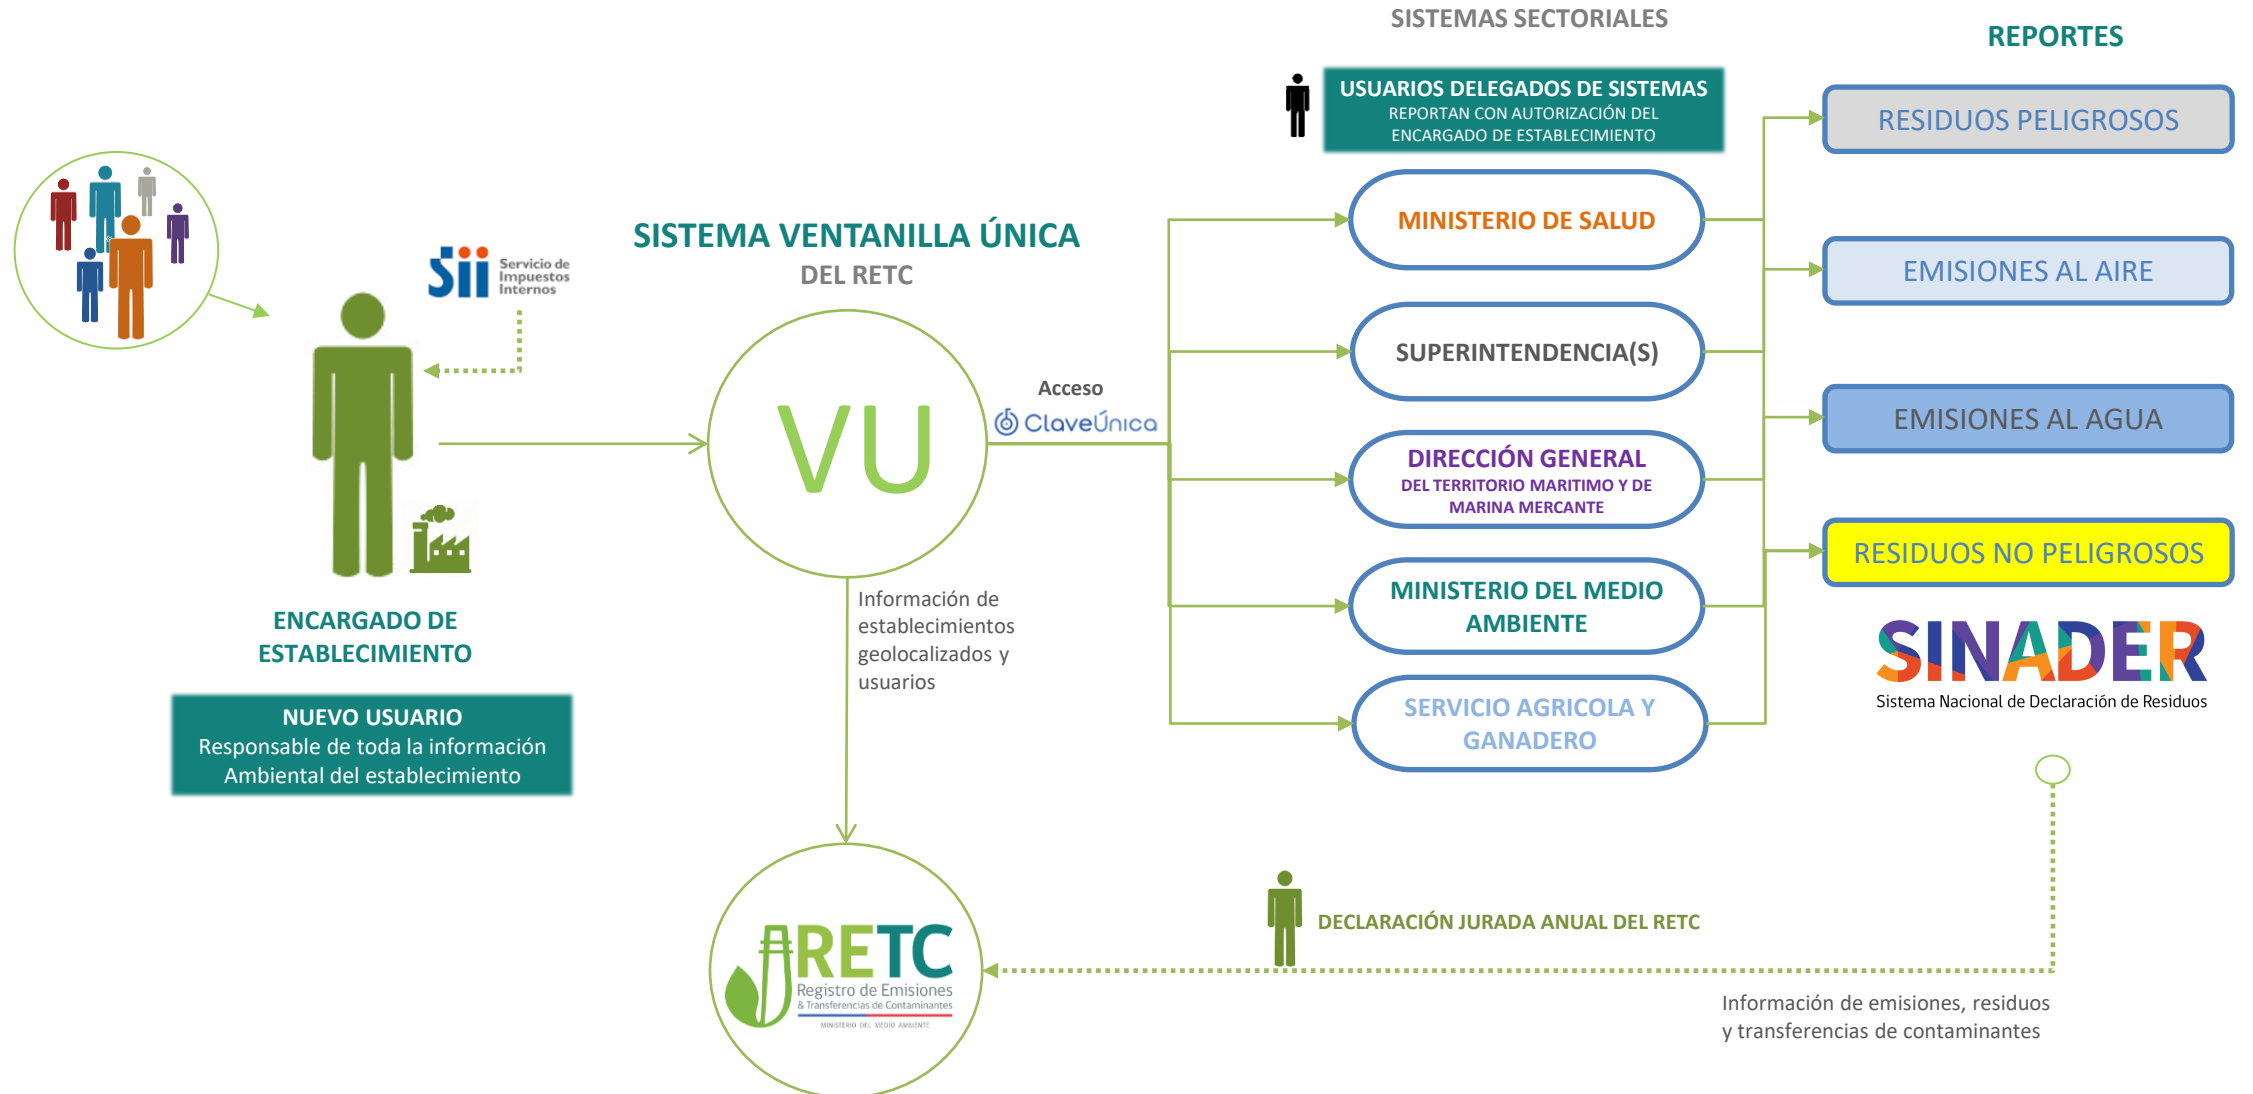 SISTEMAS SECTORIALES
REPORTES
USUARIOS DELEGADOS DE SISTEMAS
REPORTAN CON AUTORIZACIÓN DEL
ENCARGADO DE ESTABLECIMIENTO
RESIDUOS PELIGROSOS
MINISTERIO DE SALUD
SISTEMA VENTANILLA ÚNICA
DEL RETC
Sii
Servicio de
Impuestos
Internos
EMISIONES AL AIRE
SUPERINTENDENCIA(S)
Acceso
ClaveÚnica
VU
EMISIONES AL AGUA
DIRECCIÓN GENERAL
DEL TERRITORIO MARITIMO Y DE
MARINA MERCANTE
RESIDUOS NO PELIGROSOS
MINISTERIO DEL MEDIO
AMBIENTE
ENCARGADO DE
ESTABLECIMIENTO
Información de
establecimientos
geolocalizados y
usuarios
SINADER
Sistema Nacional de Declaración de Residuos
SERVICIO AGRICOLA Y
GANADERO
NUEVO USUARIO
Responsable de toda la información
Ambiental del establecimiento
DECLARACIÓN JURADA ANUAL DEL RETC
RETC
Registro de Emisiones
& Transferencias de Contaminantes
MINISTERIO DEL MEDIO AMBIENTE
Información de emisiones, residuos
y transferencias de contaminantes